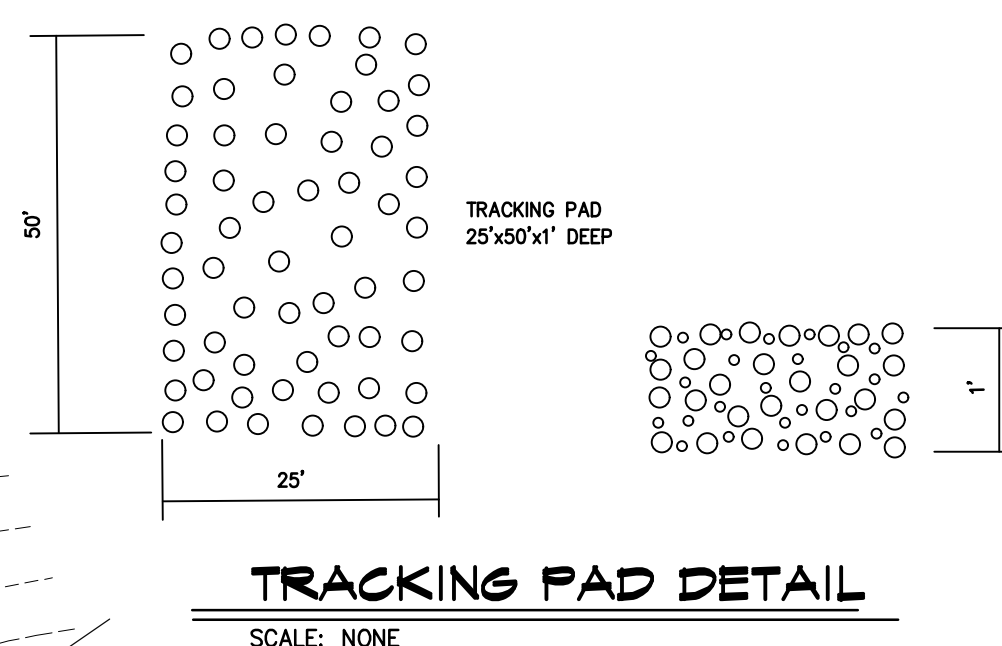 50'
TRACKING PAD
25'x50'x1' DEEP
1'
25'
TRACKING PAD DETAIL
SCALE: NONE